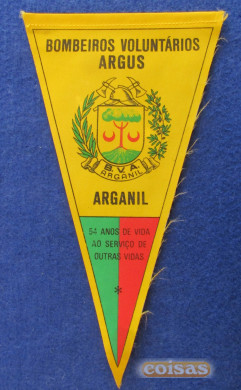 BOMBEIROS VOLUNTÁRIOS
ARGUS
B.V.A.
ARGANIL
ARGANIL
54 ANOS DE VIDA
AO SERVIÇO DE
OUTRAS VIDAS
coisas